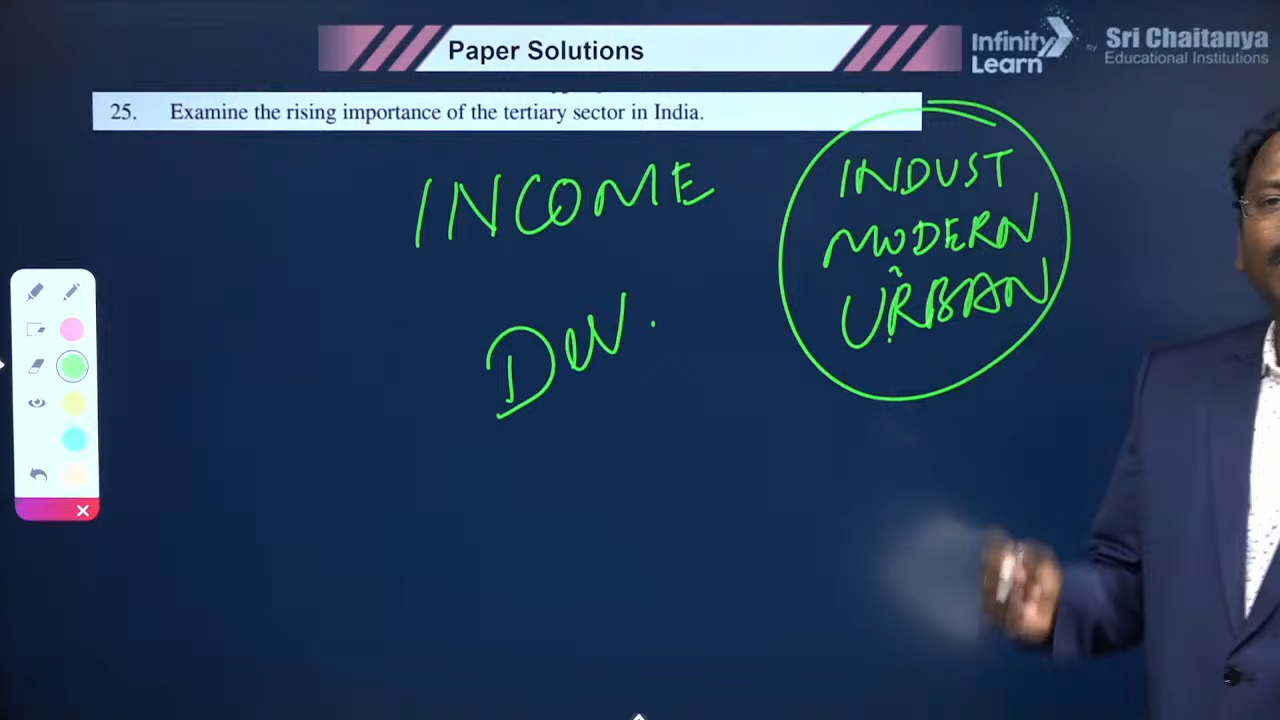 Paper Solutions
Infinity Learn
by Sri Chaitanya
Educational Institutions
25. Examine the rising importance of the tertiary sector in India.
INCOME
INDUST
MODERN
URBAN
Dev.